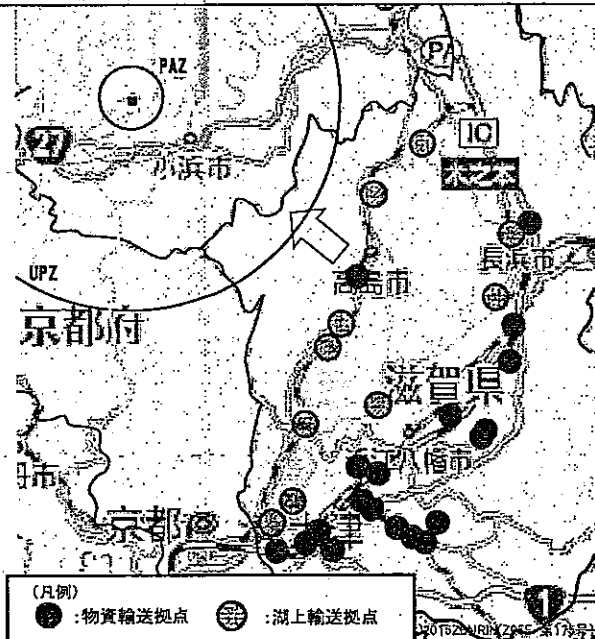 PAZ
PA
小浜市
IC
木之本
長浜市
UPZ
高島市
京都府
滋賀県
近江八幡市
京都
大津
(凡例)
:物資輸送拠点
:湖上輸送拠点
1